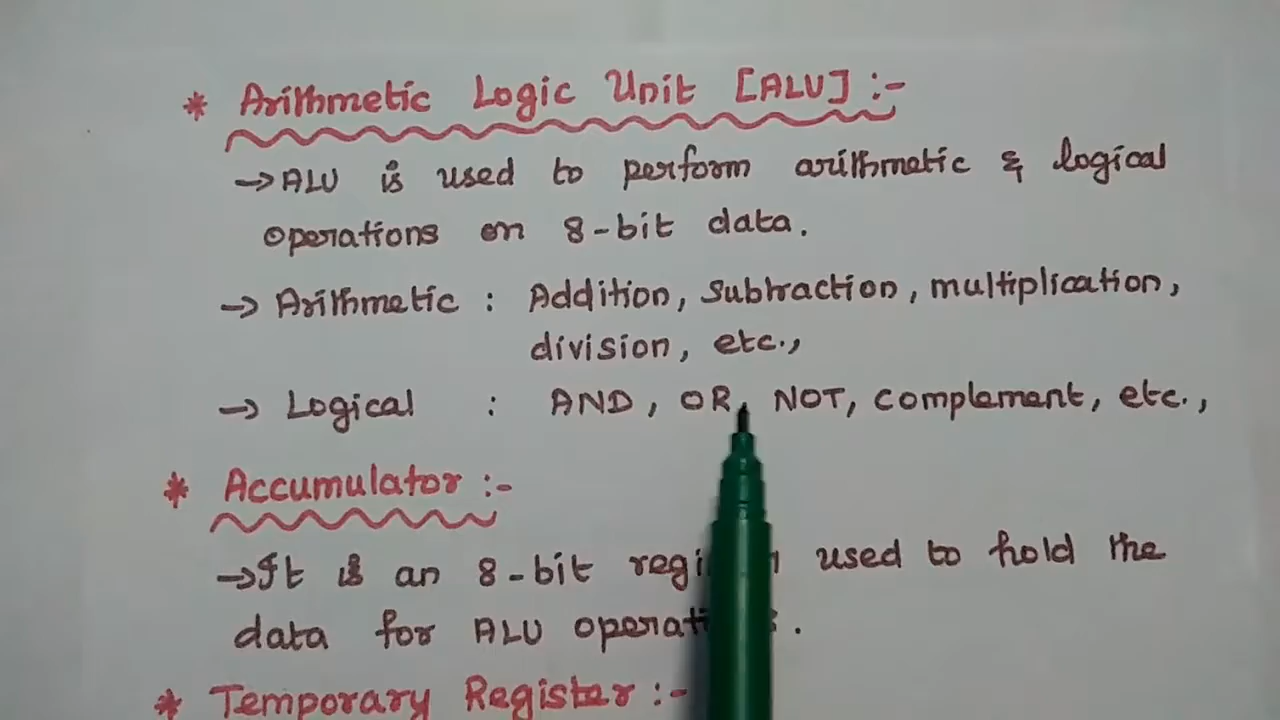 * Arithmetic Logic Unit [ALU] :-
→ ALU is used to perform arithmetic & logical
operations on 8-bit data.
→ Arithmetic : Addition, subtraction, multiplication,
division, etc.,
→ Logical : AND, OR, NOT, complement, etc.,
* Accumulator :-
→ It is an 8-bit used to hold the
data for ALU
* Temporary Register :-